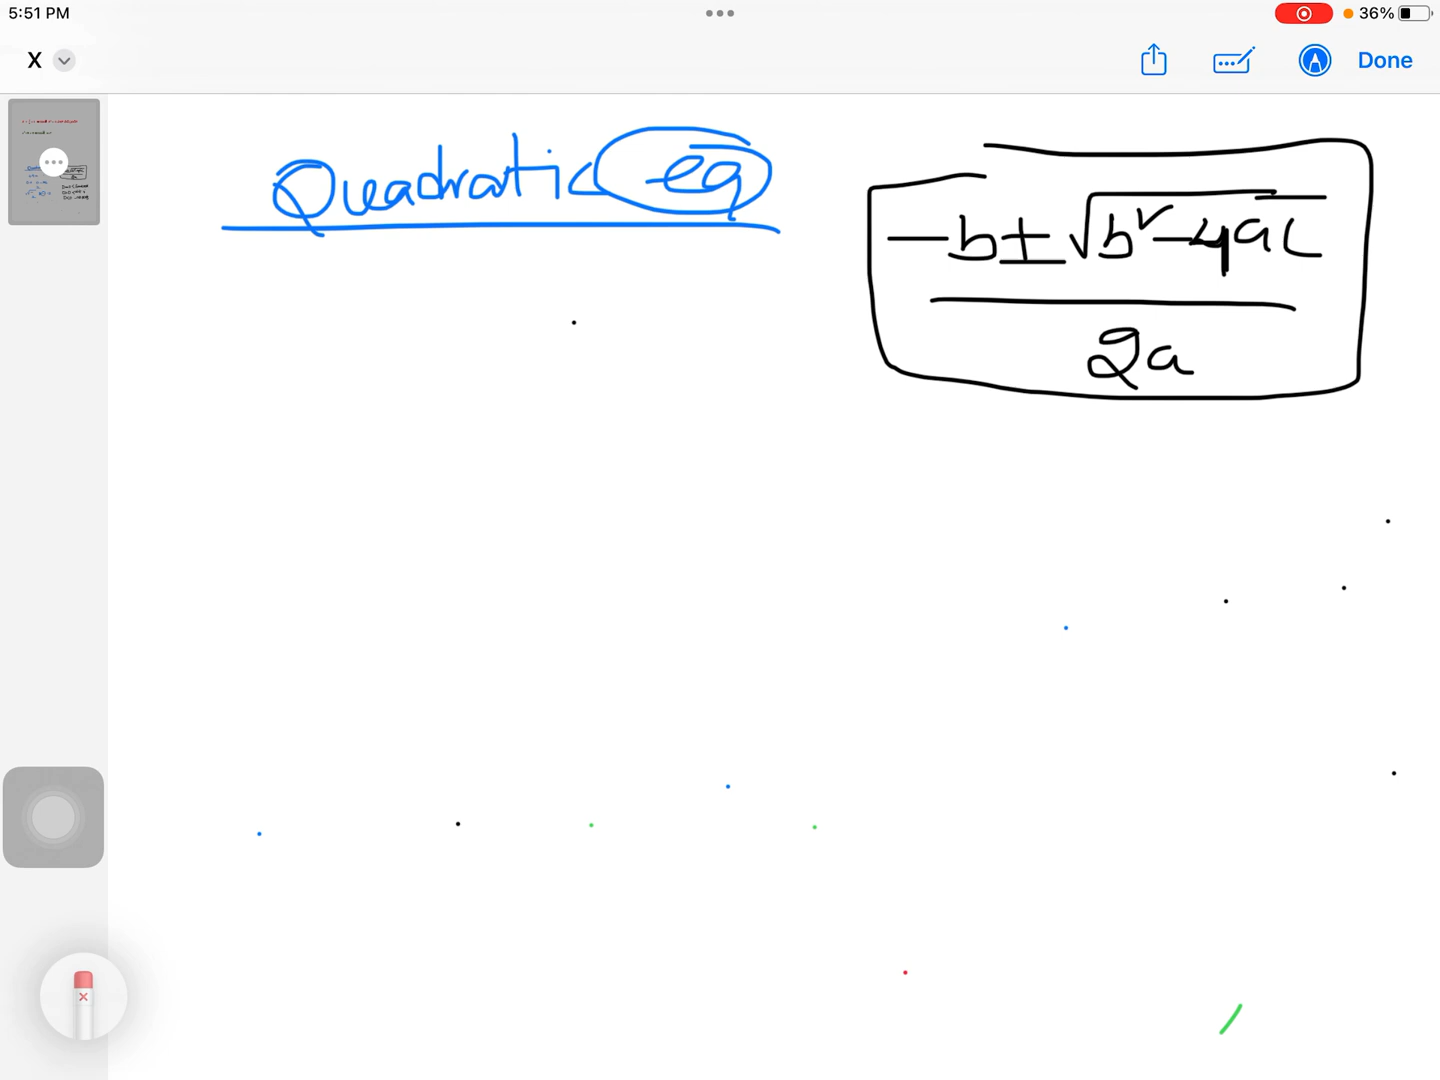 5:51 PM
36%
X
Done
Quadratic eq
-b ± √b² - 4ac
2a